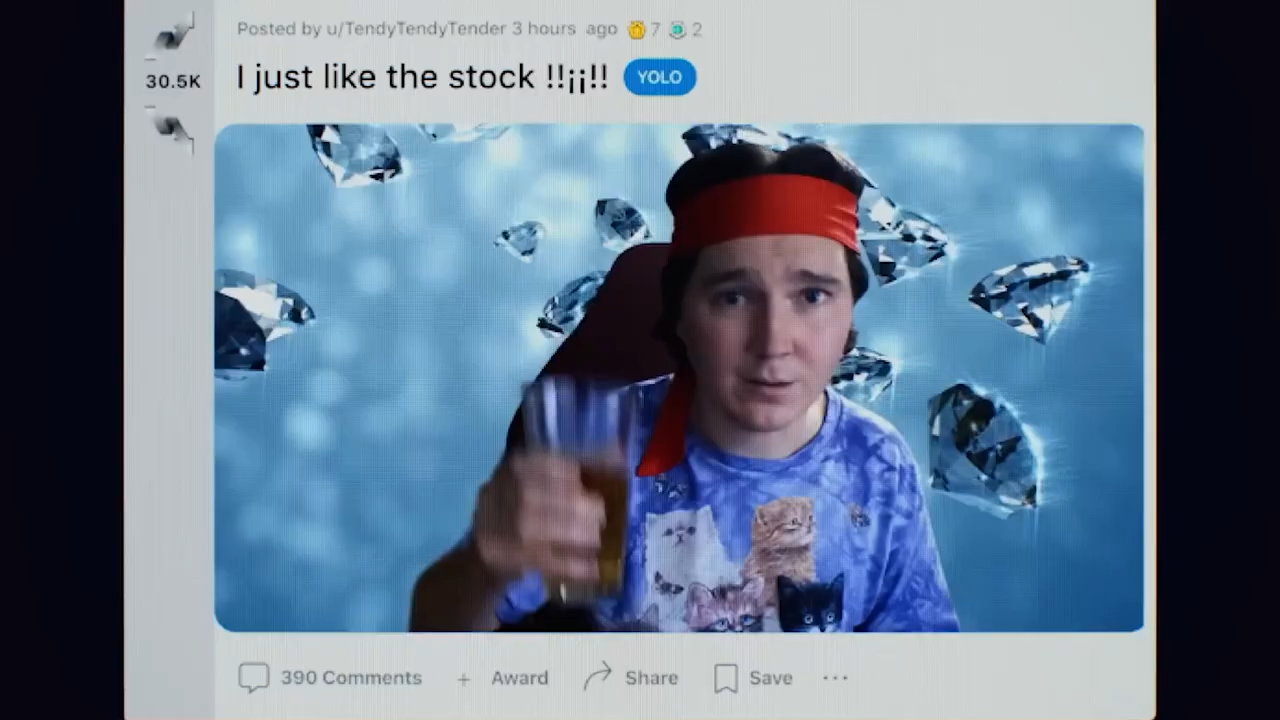 Posted by u/TendyTendyTender 3 hours ago 7 2
30.5K
I just like the stock !!¡¡!! YOLO
390 Comments + Award Share Save ...